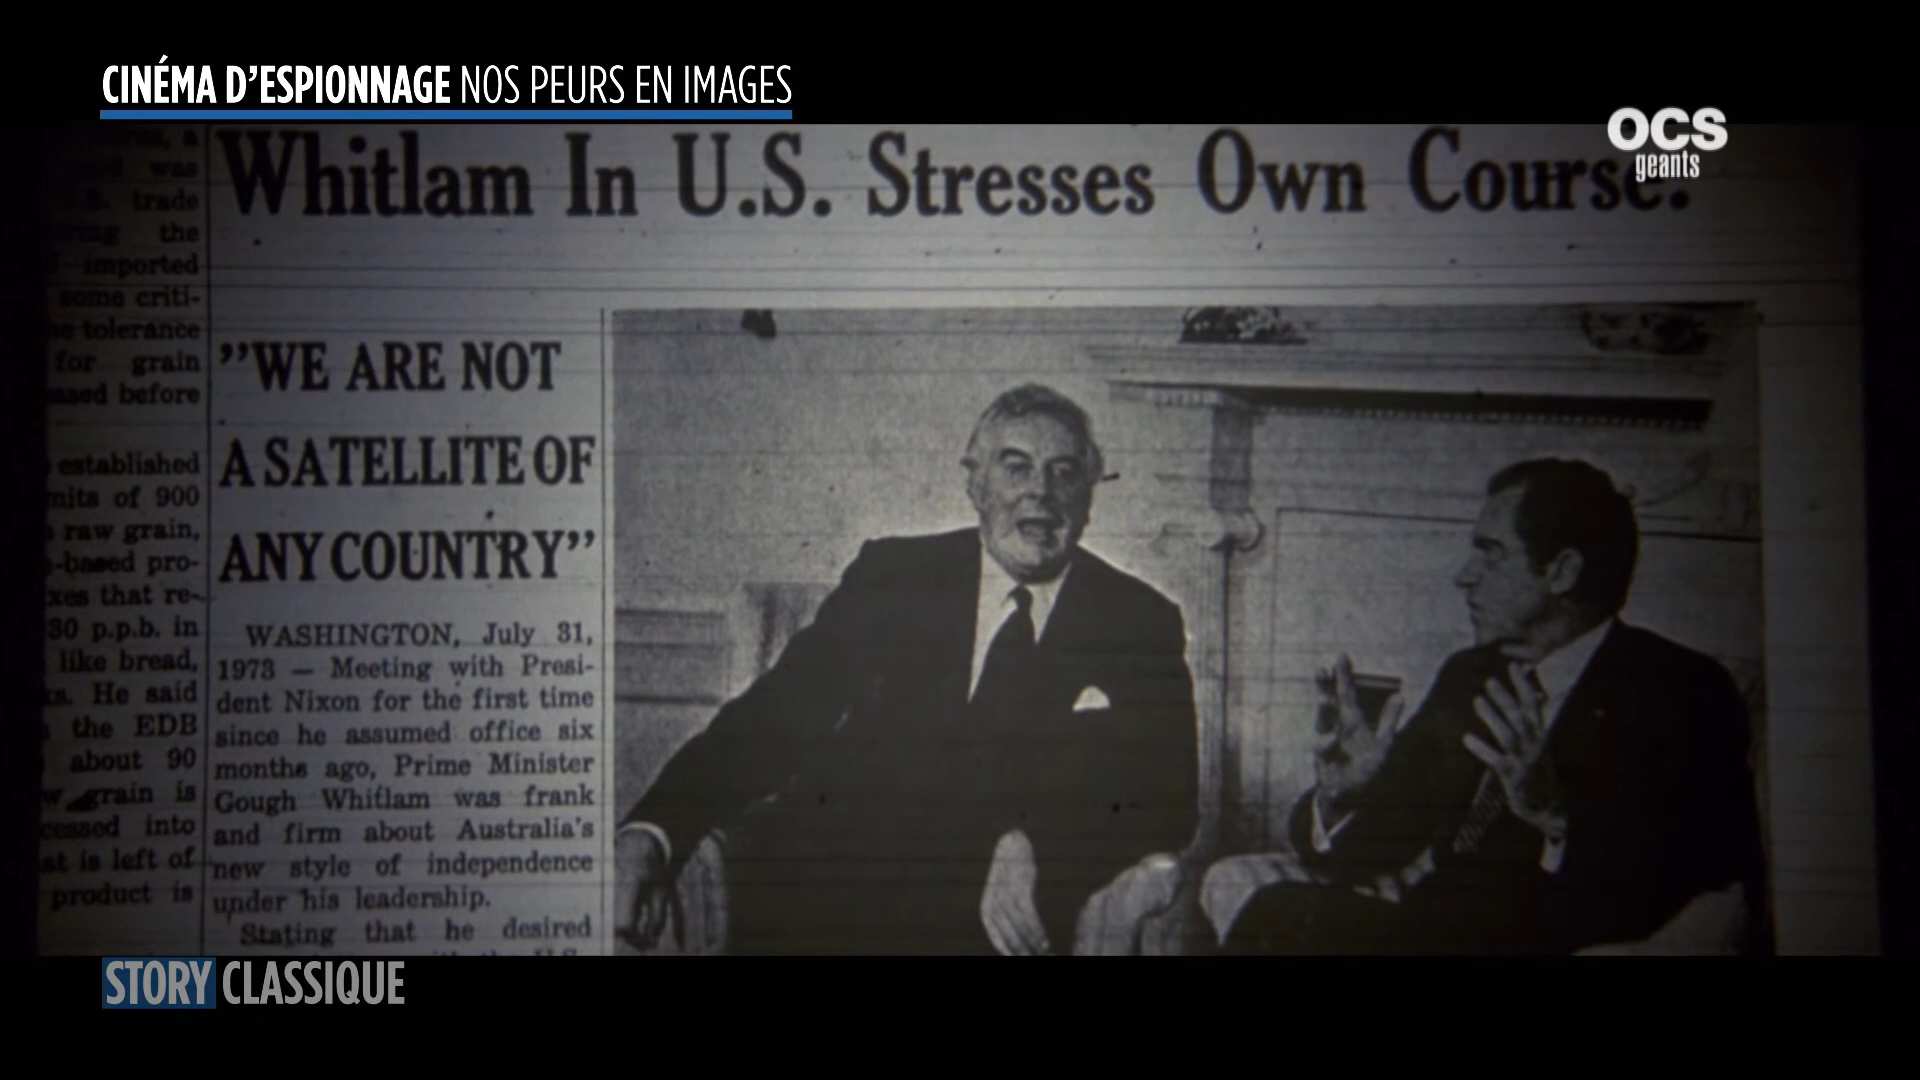 CINÉMA D'ESPIONNAGE NOS PEURS EN IMAGES
OCS
geants
Whitlam In U.S. Stresses Own Course.
was
trade
the
imported
some criti-
tolerance
for grain
before
established
of 900
raw grain,
-based pro-
that re-
30 p.p.b. in
like bread,
He said
the EDB
about 90
grain is
into
is left of
product is
"WE ARE NOT
A SATELLITE OF
ANY COUNTRY"
WASHINGTON, July 31,
1973 — Meeting with Presi-
dent Nixon for the first time
since he assumed office six
months ago, Prime Minister
Gough Whitlam was frank
and firm about Australia's
new style of independence
under his leadership.
Stating that he desired
STORY CLASSIQUE